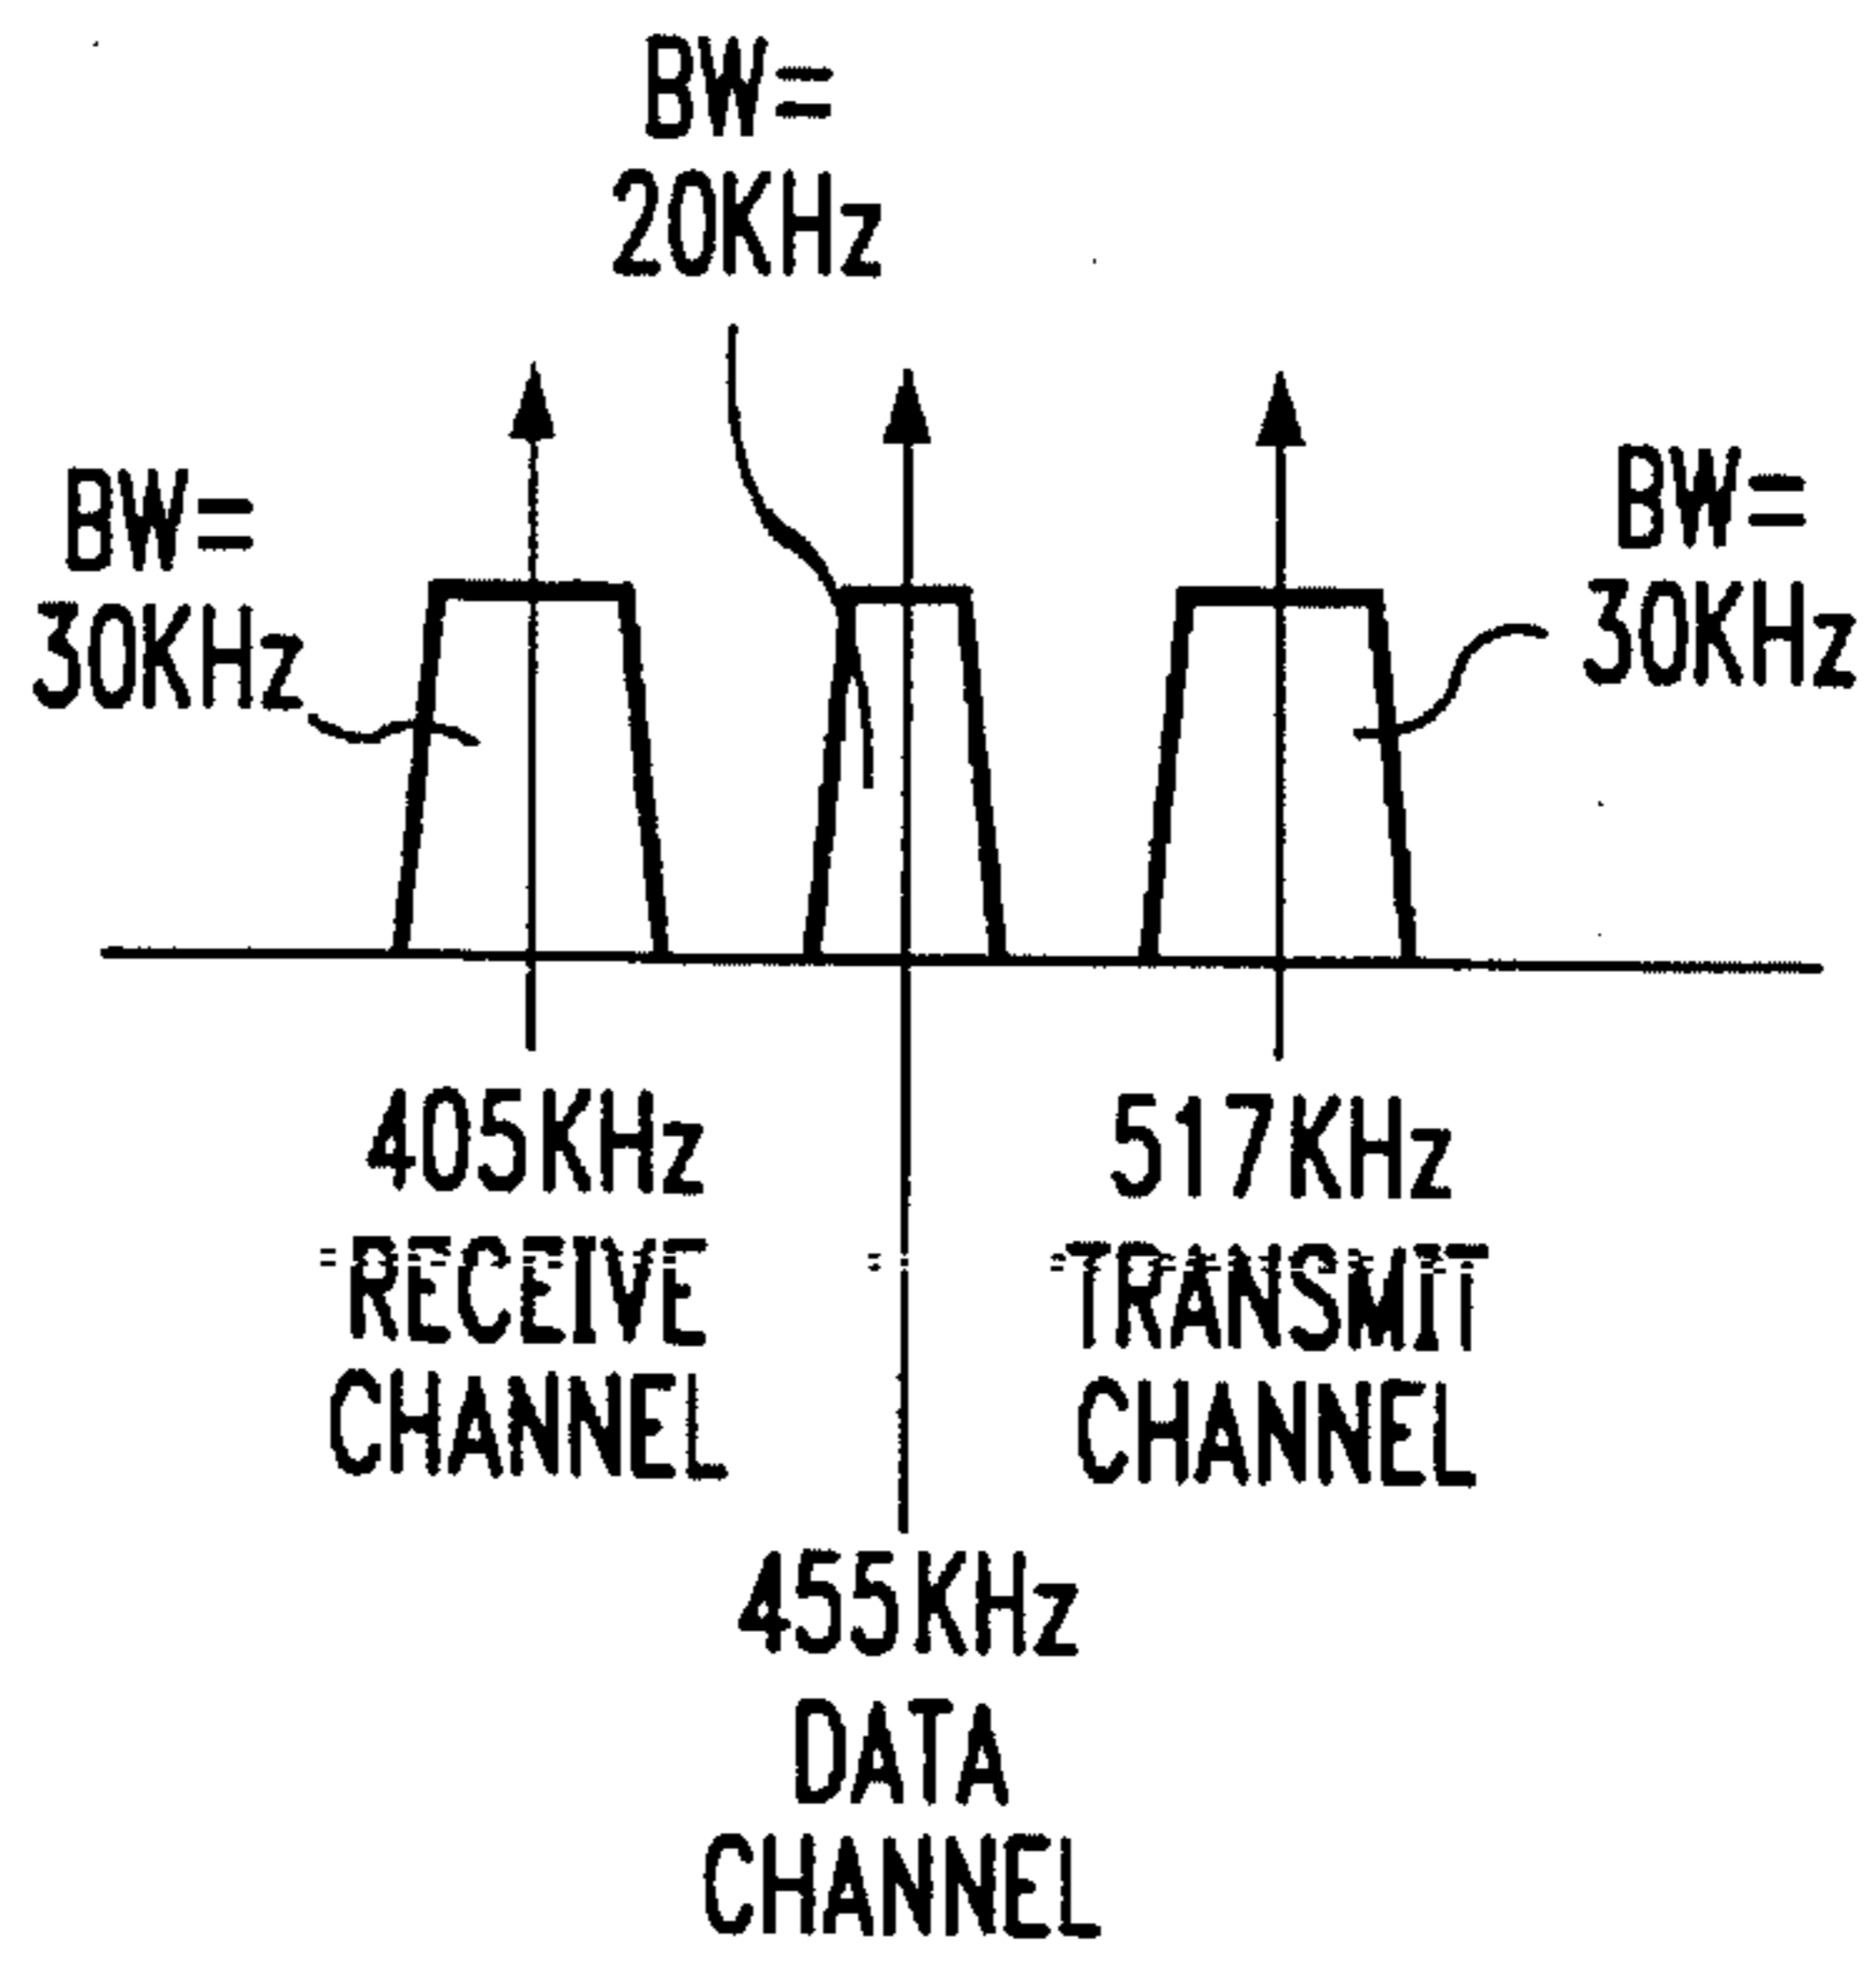 BW=
20KHz
BW=
30KHz
BW=
30KHz
405KHz
RECEIVE
CHANNEL
517KHz
TRANSMIT
CHANNEL
455KHz
DATA
CHANNEL